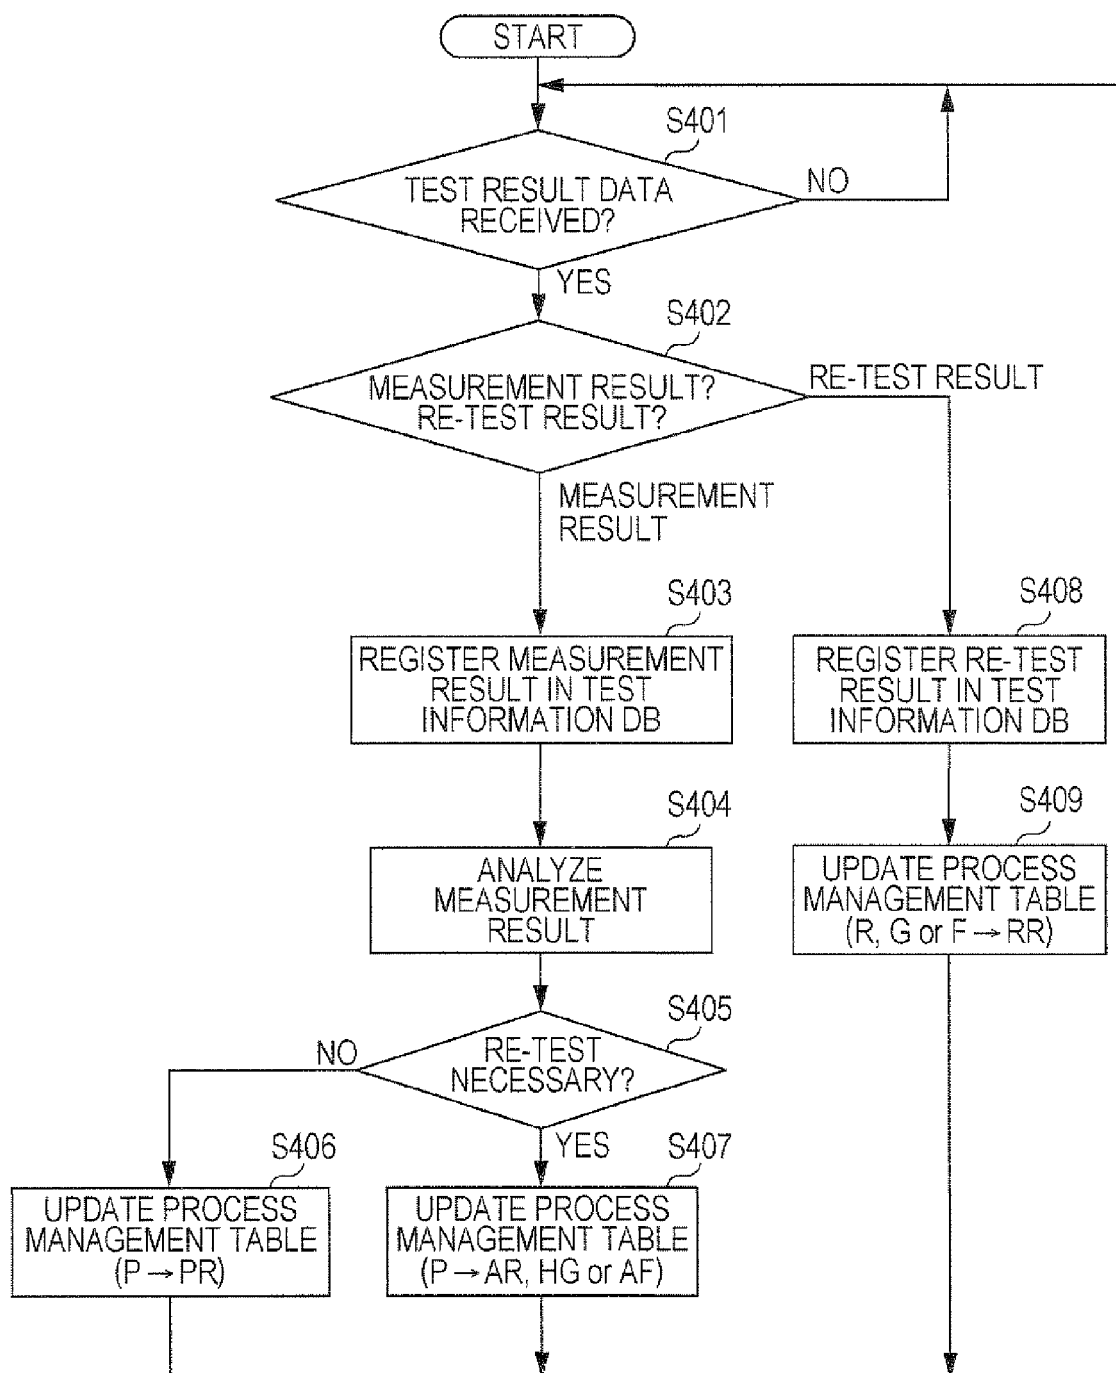 START
S401
TEST RESULT DATA
RECEIVED?
NO
YES
S402
MEASUREMENT RESULT?
RE-TEST RESULT?
RE-TEST RESULT
MEASUREMENT
RESULT
S403
REGISTER MEASUREMENT
RESULT IN TEST
INFORMATION DB
S408
REGISTER RE-TEST
RESULT IN TEST
INFORMATION DB
S404
ANALYZE
MEASUREMENT
RESULT
S409
UPDATE PROCESS
MANAGEMENT TABLE
(R, G or F → RR)
S405
RE-TEST
NECESSARY?
NO
YES
S406
UPDATE PROCESS
MANAGEMENT TABLE
(P → PR)
S407
UPDATE PROCESS
MANAGEMENT TABLE
(P → AR, HG or AF)